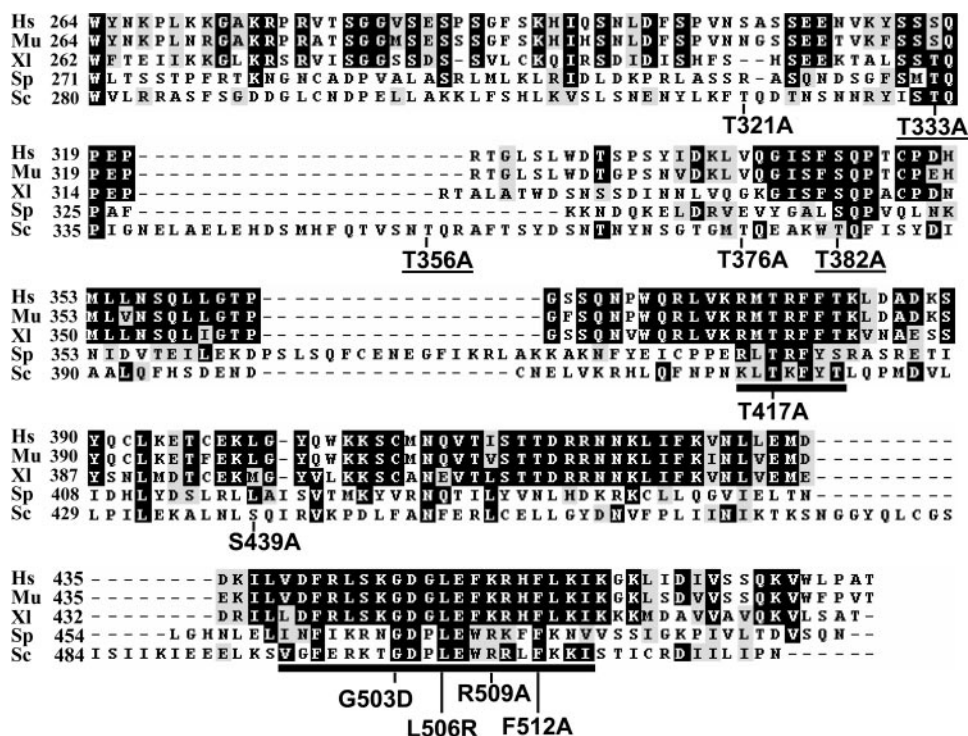 Hs 264 WYNKPLKKGAKRPRVTSGGVSESPSGFSKHIQSNLDFSPVNSASSEENVKYSSSQ
Mu 264 WYNKPLNRGAKRPRATSGGMSESSSGFSKHIHSNLDFSPVNNGSSEETVKFSSSQ
Xl 262 WFTEIIKKGLKRSRVISGGSSDS-SVLCKQIRSDIDISHFS--HSEEKTALSSTQ
Sp 271 WLTSSTPFRTKNGNCADPVALASRLMLKLRIDLDKPRLASSR-ASQNDSGFSMTQ
Sc 280 WVLRRASFSGDDGLCNDPELLAKKLFSHLKVSLSNENYLKFTQDTNSNNRYISTQ
T321A T333A
Hs 319 PEP---------------------RTGLSLWDTSPSYIDKLVQGISFSQPTCPDH
Mu 319 PEP---------------------RTGLSLWDTGPSNVDKLVQGISFSQPTCPEH
Xl 314 PEP-------------------RTALATWDSNSSDINNLVQGKGISFSQPACPDN
Sp 325 PAF---------------------------KKNDQKELDRVEVYGALSQPVQLNK
Sc 335 PIGNELAELEHDSMHFQTVSNTQRAFTSYDSNTNYNSGTGMTQEAKWTQFISYDI
T356A T376A T382A
Hs 353 MLLNSQLLGTP------------------GSSQNPWQRLVKRMTRFFTKLDADKS
Mu 353 MLVNSQLLGTP------------------GFSQNPWQRLVKRMTRFFTKLDADKS
Xl 350 MLLNSQLIGTP------------------GSSQNVWQRLVKRMTRFFTKVNAESS
Sp 353 NIDVTEILEKDPSLSQFCENEGFIKRLAKKAKNFYEICPPERLTRFYSRASRETI
Sc 390 AALQFHSDEND----------------CNELVKRHLQFNPNKLTKFYTLQPMDVL
T417A
Hs 390 YQCLKETCEKLG-YQWKKSCMNQVTISTTDRRNNKLIFKVNLLEMD---------
Mu 390 YQCLKETFEKLG-YQWKKSCMNQVTVSTTDRRNNKLIFKINLVEMD---------
Xl 387 YSNLMDTCEKMG-YVLKKSCANEVTLSTTDRRNNKLIFKVNLVEME---------
Sp 408 IDHLYDSLRLLAISVTMKYVRNQTILYVNLHDKRKCLLQGVIELTN---------
Sc 429 LPILEKALNLSQIRVKPDLFANFERLCELLGYDNVFPLIINIKTKSNGGYQLCGS
S439A
Hs 435 --------DKILVDFRLSKGDGLEFKRHFLKIKGKLIDIVSSQKVWLPAT
Mu 435 --------EKILVDFRLSKGDGLEFKRHFLKIKGKLSDVVSSQKVWFPVT
Xl 432 --------DRILLDFRLSKGDGLEFKRHFLKIKKKMDAVVAVQKVLSAT-
Sp 454 -----LGHNLELINFIKRNGDPLEWRKFFKNVVSSIGKPIVLTDVSQN--
Sc 484 ISIIKIEEELKSVGFERKTGDPLEWRRLFKKISTICRDIILIPN------
G503D R509A
L506R F512A